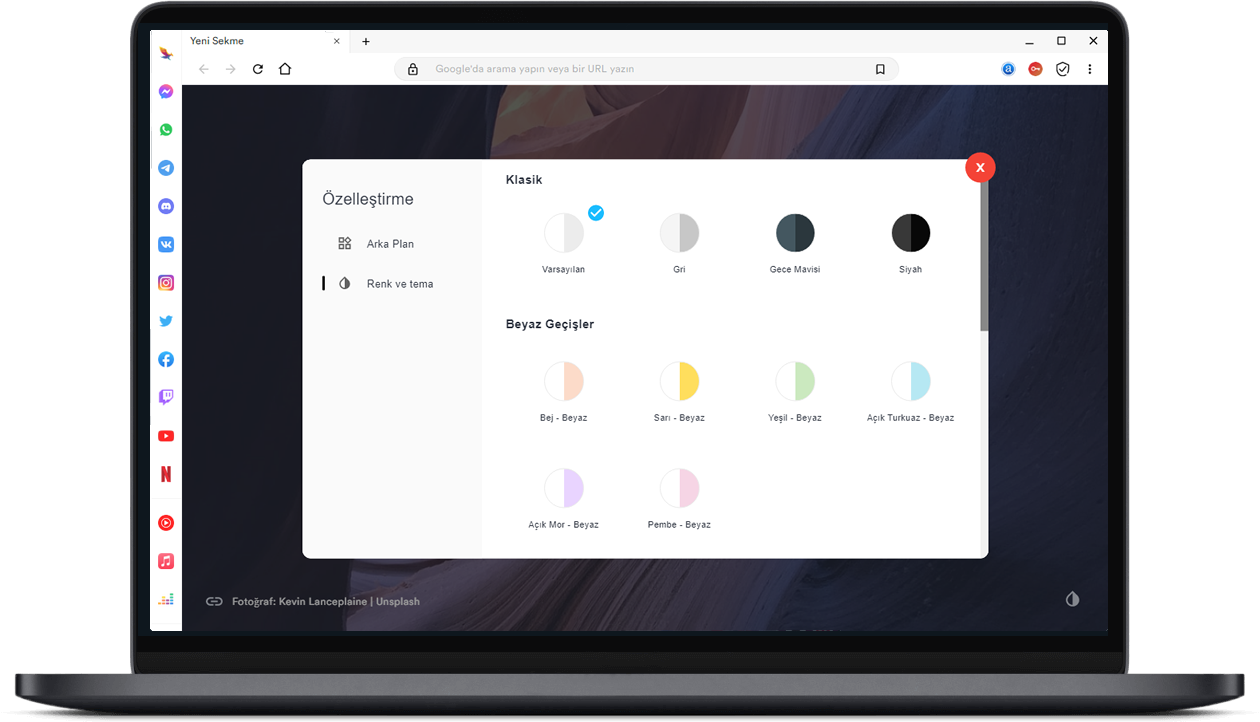 Yeni Sekme
Google'da arama yapın veya bir URL yazın
Özelleştirme
Arka Plan
Renk ve tema
Klasik
Varsayılan
Gri
Gece Mavisi
Siyah
Beyaz Geçişler
Bej - Beyaz
Sarı - Beyaz
Yeşil - Beyaz
Açık Turkuaz - Beyaz
Açık Mor - Beyaz
Pembe - Beyaz
Fotoğraf: Kevin Lanceplaine | Unsplash